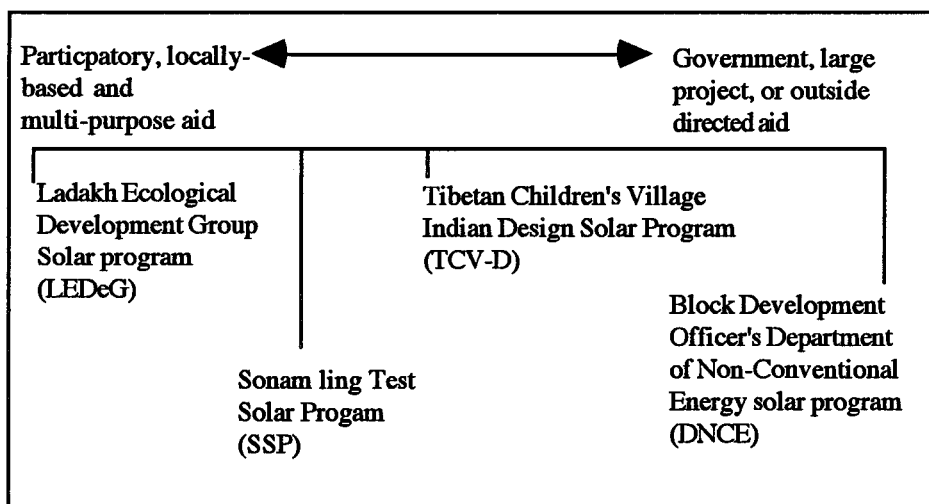 Particpatory, locally-
based and
multi-purpose aid
Government, large
project, or outside
directed aid
Ladakh Ecological
Development Group
Solar program
(LEDeG)
Tibetan Children's Village
Indian Design Solar Program
(TCV-D)
Sonam ling Test
Solar Progam
(SSP)
Block Development
Officer's Department
of Non-Conventional
Energy solar program
(DNCE)